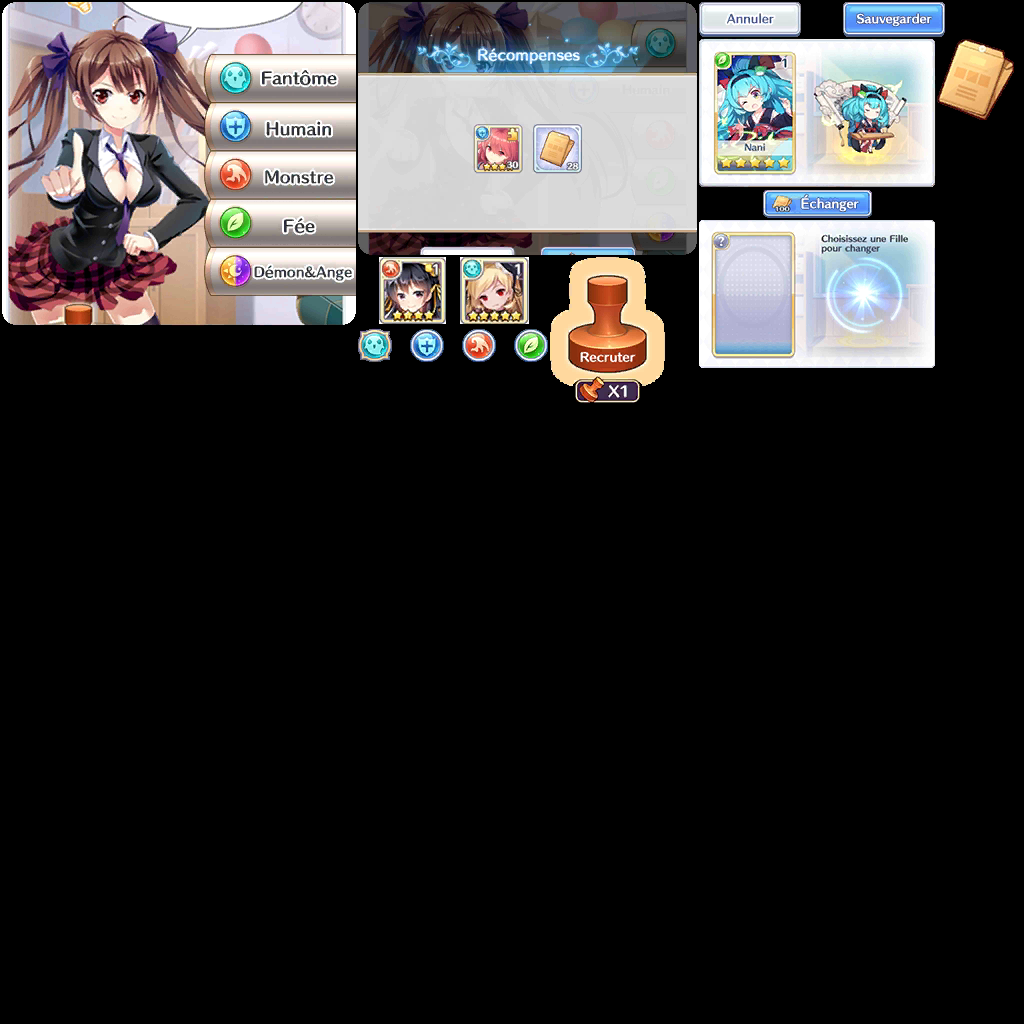 Fantôme
Humain
Monstre
Fée
Démon&Ange
Récompenses
30
28
1
1
Recruter
X1
Annuler
Sauvegarder
1
Nani
100
Échanger
?
Choisissez une Fille
pour changer